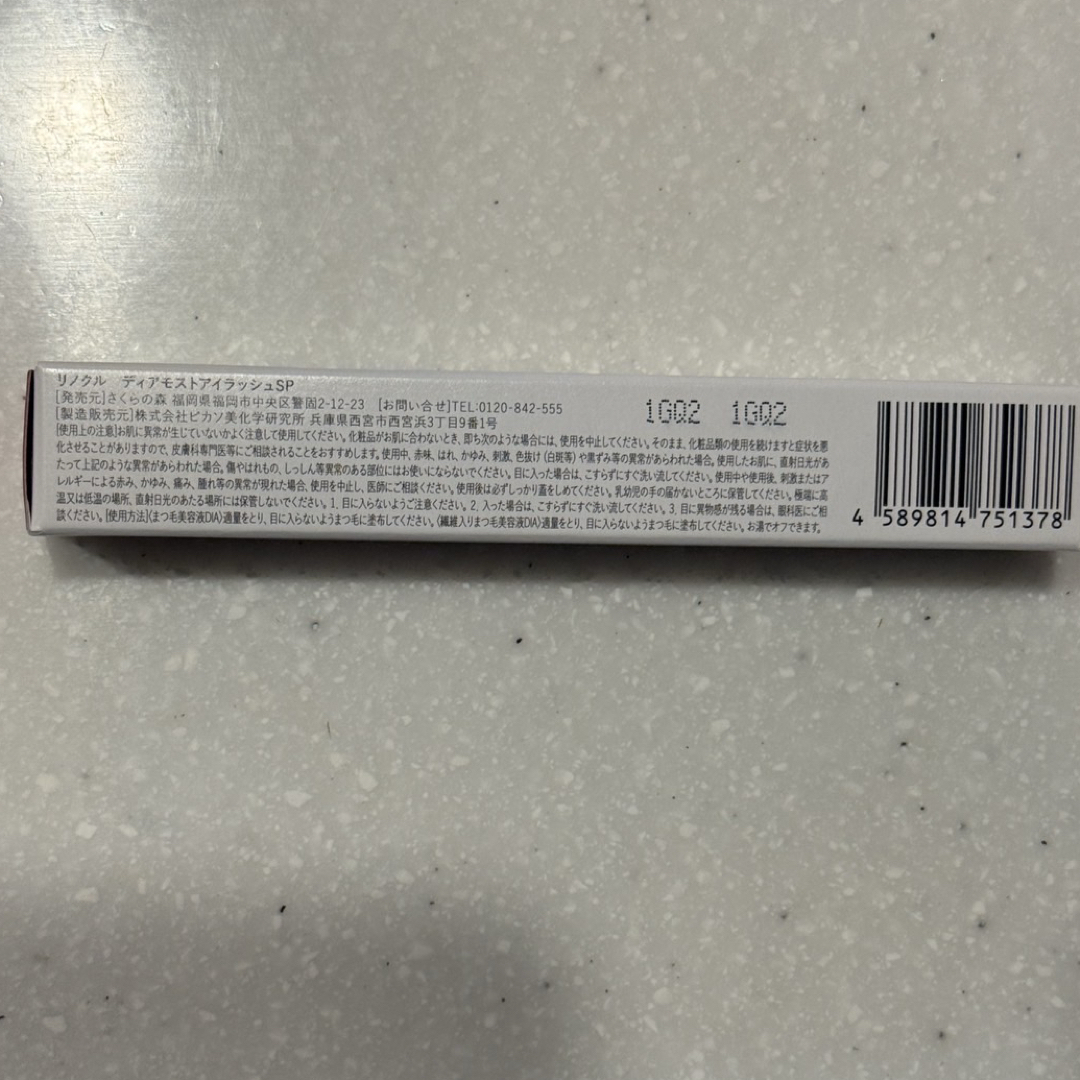 リノクル　ディアモストアイラッシュSP
[発売元]さくらの森 福岡県福岡市中央区警固2-12-23　[お問い合せ]TEL:0120-842-555
[製造販売元]株式会社ピカソ美化学研究所 兵庫県西宮市西宮浜3丁目9番1号
[使用上の注意]お肌に異常が生じていないかよく注意して使用してください。化粧品がお肌に合わないとき、即ち次のような場合には、使用を中止してください。そのまま、化粧品類の使用を続けますと症状を悪
化させることがありますので、皮膚科専門医等にご相談されることをおすすめします。使用中、赤味、はれ、かゆみ、刺激、色抜け(白斑等)や黒ずみ等の異常があらわれた場合。使用したお肌に、直射日光があ
たって上記のような異常があらわれた場合。傷やはれもの、しっしん等異常のある部位にはお使いにならないでください。目に入った場合は、こすらずにすぐ洗い流してください。使用中や使用後、刺激またはア
レルギーによる赤み、かゆみ、痛み、腫れ等の異常が現れた場合、使用を中止し、医師にご相談ください。使用後は必ずしっかり蓋をしめてください。乳幼児の手の届かないところに保管してください。極端に高
温又は低温の場所、直射日光のあたる場所には保管しないでください。1. 目に入らないようご注意ください。2. 入った場合は、こすらずにすぐ洗い流してください。3. 目に異物感が残る場合は、眼科医にご相
談ください。[使用方法]〈まつ毛美容液DIA〉適量をとり、目に入らないようまつ毛に塗布してください。〈繊維入りまつ毛美容液DIA〉適量をとり、目に入らないようまつ毛に塗布してください。お湯でオフできます。
1GQ2 1GQ2
4 589814 751378